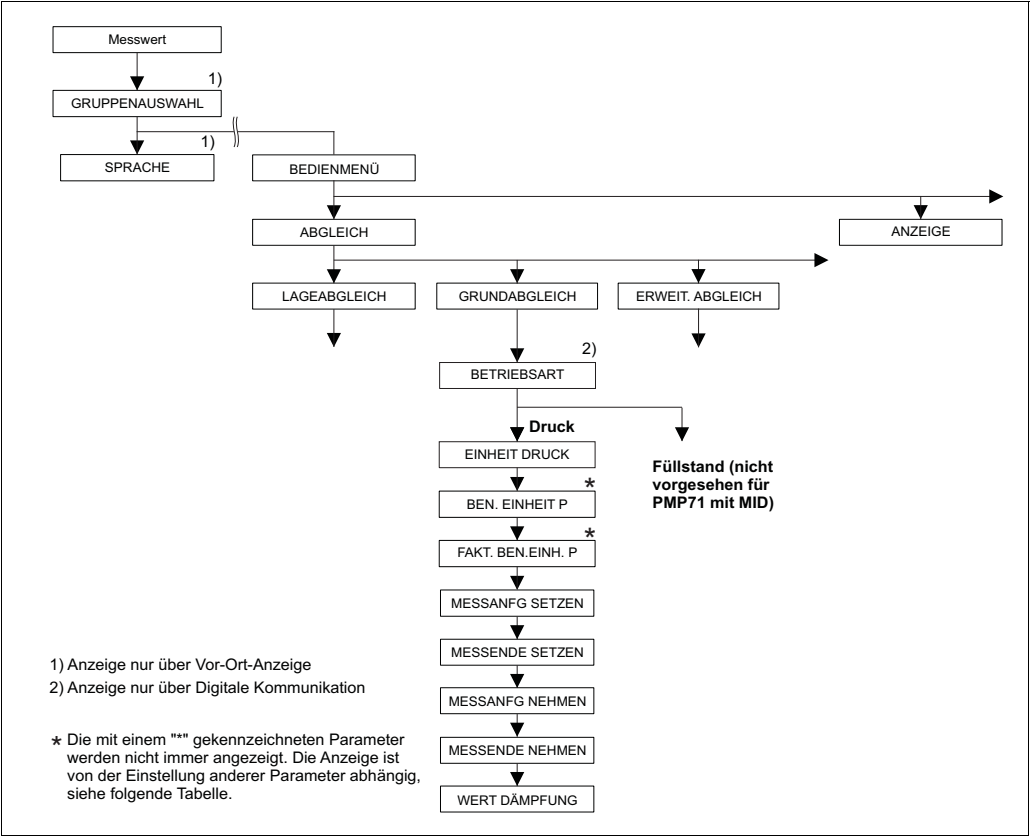 Messwert
1)
GRUPPENAUSWAHL
1)
SPRACHE
BEDIENMENÜ
ABGLEICH
ANZEIGE
LAGEABGLEICH
GRUNDABGLEICH
ERWEIT. ABGLEICH
2)
BETRIEBSART
Druck
EINHEIT DRUCK
Füllstand (nicht
vorgesehen für
PMP71 mit MID)
*
BEN. EINHEIT P
*
FAKT. BEN.EINH. P
MESSANFG SETZEN
MESSENDE SETZEN
MESSANFG NEHMEN
MESSENDE NEHMEN
WERT DÄMPFUNG
1) Anzeige nur über Vor-Ort-Anzeige
2) Anzeige nur über Digitale Kommunikation
* Die mit einem "*" gekennzeichneten Parameter
werden nicht immer angezeigt. Die Anzeige ist
von der Einstellung anderer Parameter abhängig,
siehe folgende Tabelle.